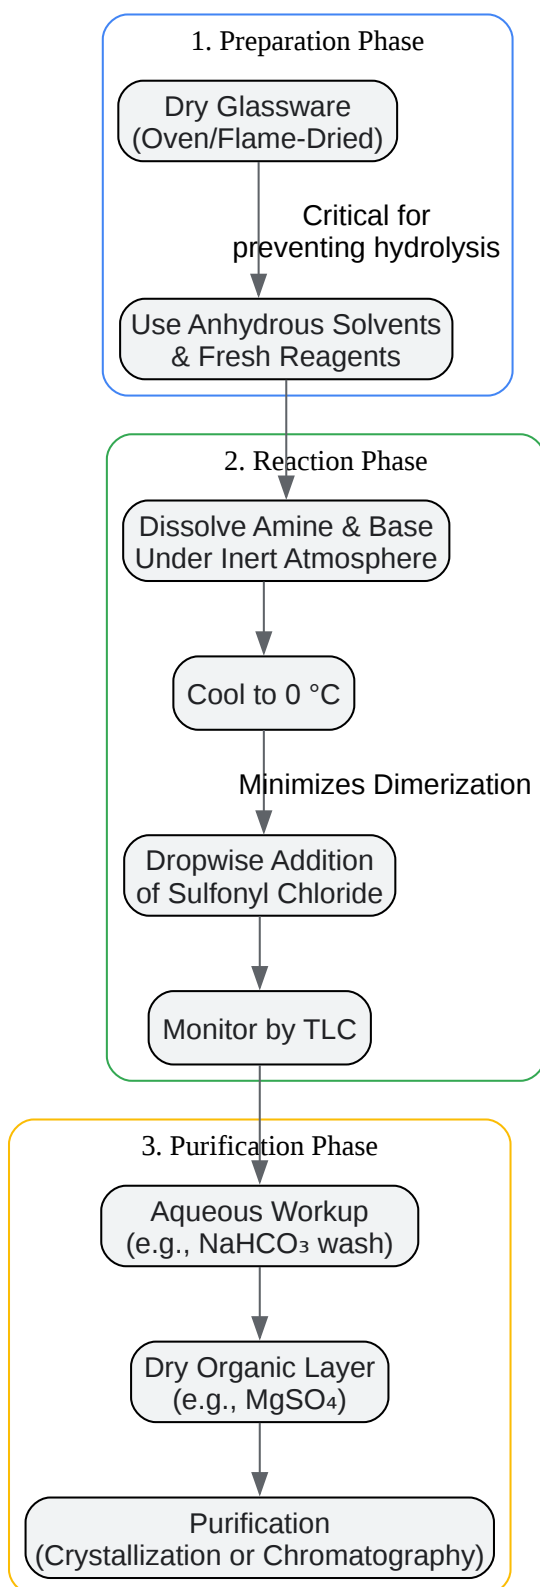 1. Preparation Phase
Dry Glassware
(Oven/Flame-Dried)
Critical for
preventing hydrolysis
Use Anhydrous Solvents
& Fresh Reagents
2. Reaction Phase
Dissolve Amine & Base
Under Inert Atmosphere
Cool to 0 °C
Minimizes Dimerization
Dropwise Addition
of Sulfonyl Chloride
Monitor by TLC
3. Purification Phase
Aqueous Workup
(e.g., NaHCO₃ wash)
Dry Organic Layer
(e.g., MgSO₄)
Purification
(Crystallization or Chromatography)